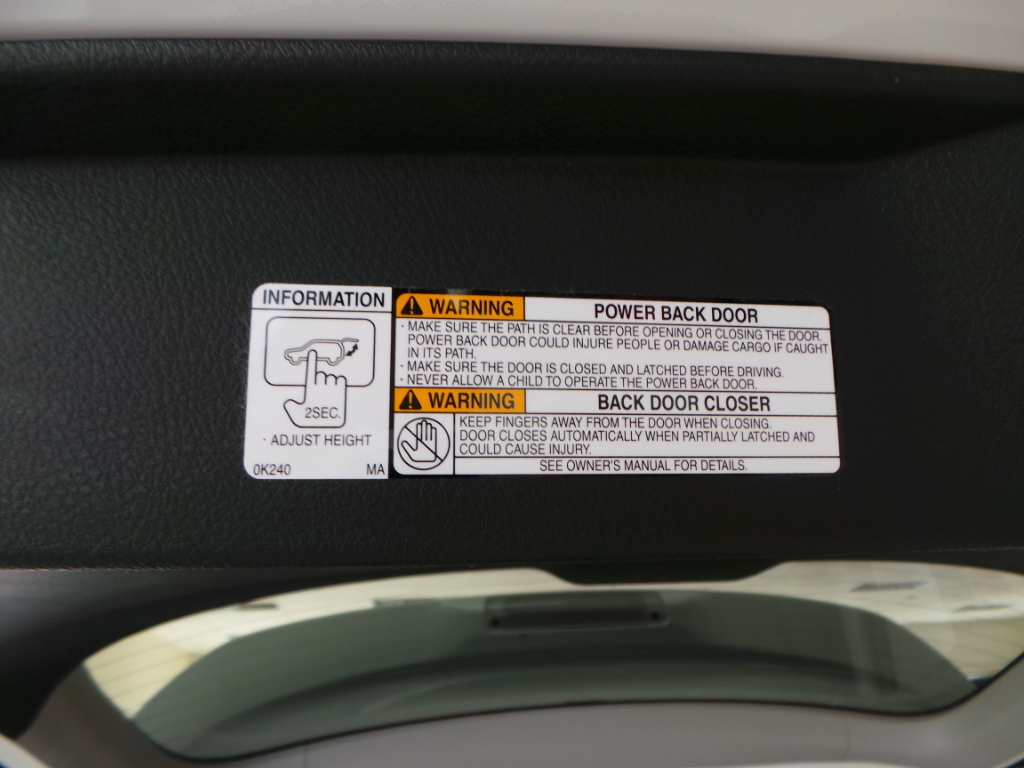 INFORMATION
2SEC.
· ADJUST HEIGHT
0K240 MA
WARNING POWER BACK DOOR
· MAKE SURE THE PATH IS CLEAR BEFORE OPENING OR CLOSING THE DOOR.
POWER BACK DOOR COULD INJURE PEOPLE OR DAMAGE CARGO IF CAUGHT
IN ITS PATH.
· MAKE SURE THE DOOR IS CLOSED AND LATCHED BEFORE DRIVING.
· NEVER ALLOW A CHILD TO OPERATE THE POWER BACK DOOR.
WARNING BACK DOOR CLOSER
KEEP FINGERS AWAY FROM THE DOOR WHEN CLOSING.
DOOR CLOSES AUTOMATICALLY WHEN PARTIALLY LATCHED AND
COULD CAUSE INJURY.
SEE OWNER'S MANUAL FOR DETAILS.